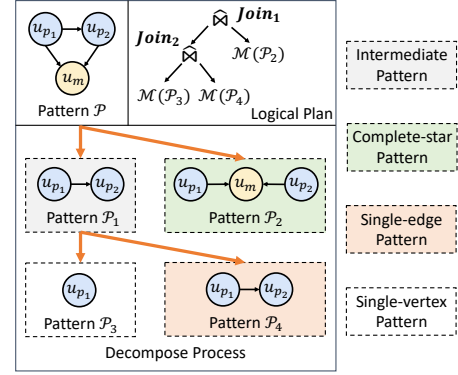 u_{p_1} u_{p_2}
u_m
Pattern 𝒫
Join_1
Join_2
⋈̂
⋈̂
ℳ(𝒫_2)
ℳ(𝒫_3) ℳ(𝒫_4)
Logical Plan
u_{p_1} u_{p_2}
Pattern 𝒫_1
u_{p_1} u_m u_{p_2}
Pattern 𝒫_2
u_{p_1}
Pattern 𝒫_3
u_{p_1} u_{p_2}
Pattern 𝒫_4
Decompose Process
Intermediate
Pattern
Complete-star
Pattern
Single-edge
Pattern
Single-vertex
Pattern